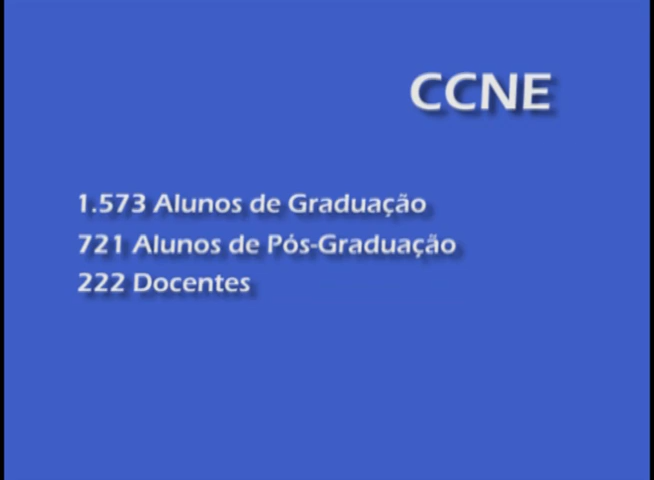 CCNE
1.573 Alunos de Graduação
721 Alunos de Pós-Graduação
222 Docentes